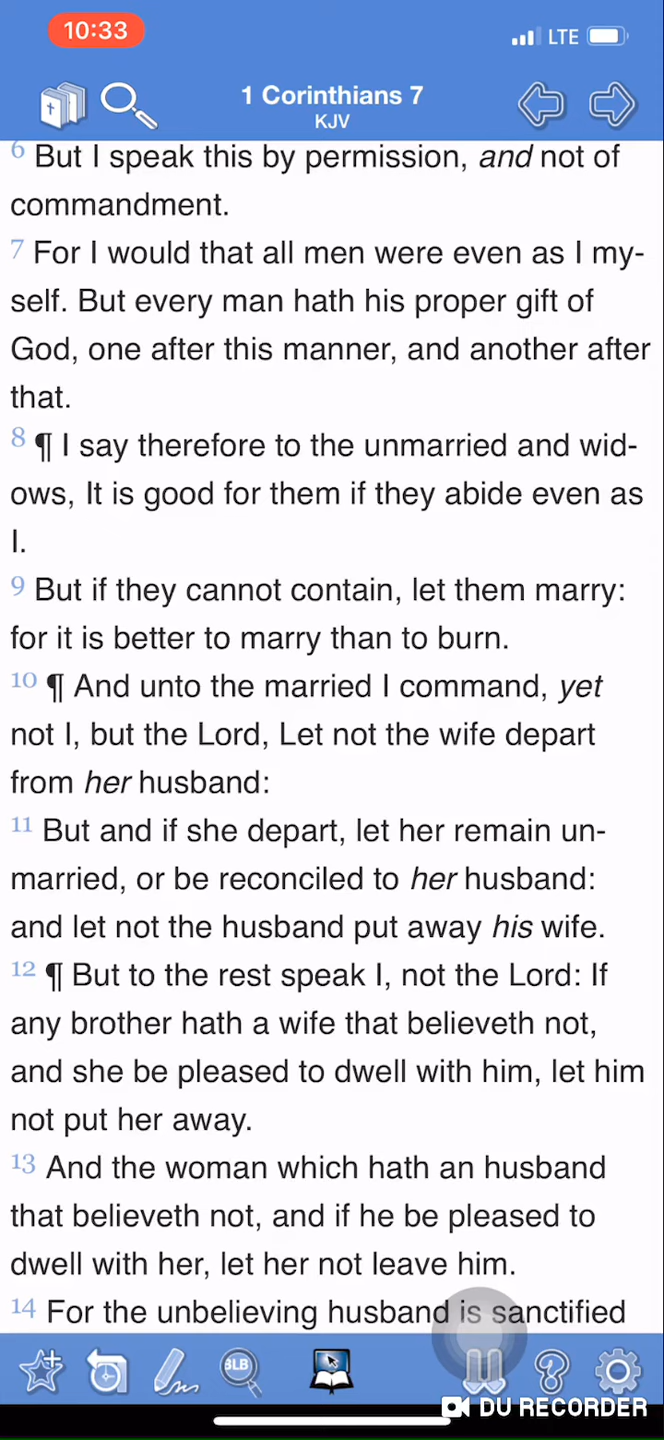 10:33
LTE
1 Corinthians 7
KJV
6 But I speak this by permission, and not of
commandment.
7 For I would that all men were even as I my-
self. But every man hath his proper gift of
God, one after this manner, and another after
that.
8 ¶ I say therefore to the unmarried and wid-
ows, It is good for them if they abide even as
I.
9 But if they cannot contain, let them marry:
for it is better to marry than to burn.
10 ¶ And unto the married I command, yet
not I, but the Lord, Let not the wife depart
from her husband:
11 But and if she depart, let her remain un-
married, or be reconciled to her husband:
and let not the husband put away his wife.
12 ¶ But to the rest speak I, not the Lord: If
any brother hath a wife that believeth not,
and she be pleased to dwell with him, let him
not put her away.
13 And the woman which hath an husband
that believeth not, and if he be pleased to
dwell with her, let her not leave him.
14 For the unbelieving husband is sanctified
BLB
DU RECORDER